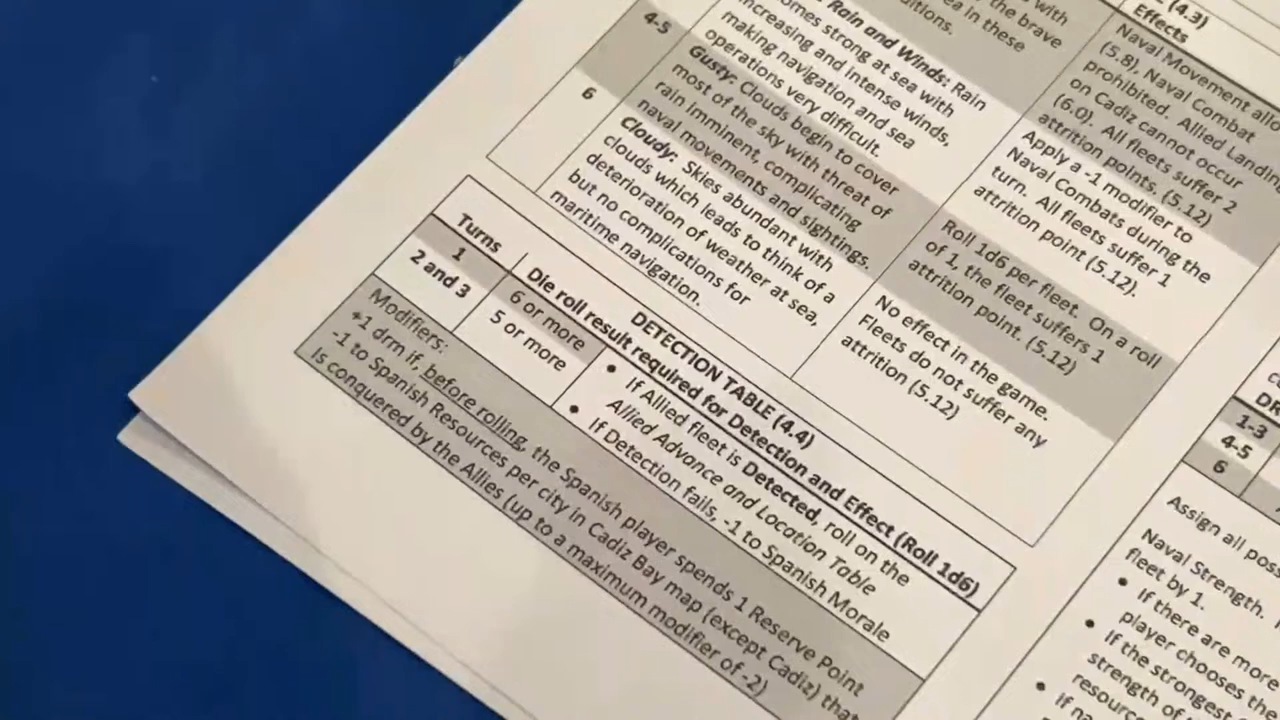 with
the brave
ea in these
ditions.
Rain and Winds: Rain
omes strong at sea with
ncreasing and intense winds,
making navigation and sea
operations very difficult.
4-5
Gusty: Clouds begin to cover
most of the sky with threat of
rain imminent, complicating
naval movements and sightings.
6
Cloudy: Skies abundant with
clouds which leads to think of a
deterioration of weather at sea,
but no complications for
maritime navigation.
(4.3)
Effects
Naval Movement all
(5.8), Naval Combat
prohibited. Allied Landin
on Cadiz cannot occur
(6.0). All fleets suffer 2
attrition points. (5.12)
Apply a -1 modifier to
Naval Combats during the
turn. All fleets suffer 1
attrition point (5.12).
Roll 1d6 per fleet. On a roll
of 1, the fleet suffers 1
attrition point. (5.12)
No effect in the game.
Fleets do not suffer any
attrition (5.12)
DETECTION TABLE (4.4)
Turns
Die roll result required for Detection and Effect (Roll 1d6)
1
6 or more
2 and 3
5 or more
• If Allied fleet is Detected, roll on the
Allied Advance and Location Table
• If Detection fails, -1 to Spanish Morale
Modifiers:
+1 drm if, before rolling, the Spanish player spends 1 Reserve Point
-1 to Spanish Resources per city in Cadiz Bay map (except Cadiz) that
is conquered by the Allies (up to a maximum modifier of -2)
1-3
4-5
6
Assign all poss
Naval Strength.
fleet by 1.
• If there are more
player chooses the
• If the strongest
strength of
resourc
• If na